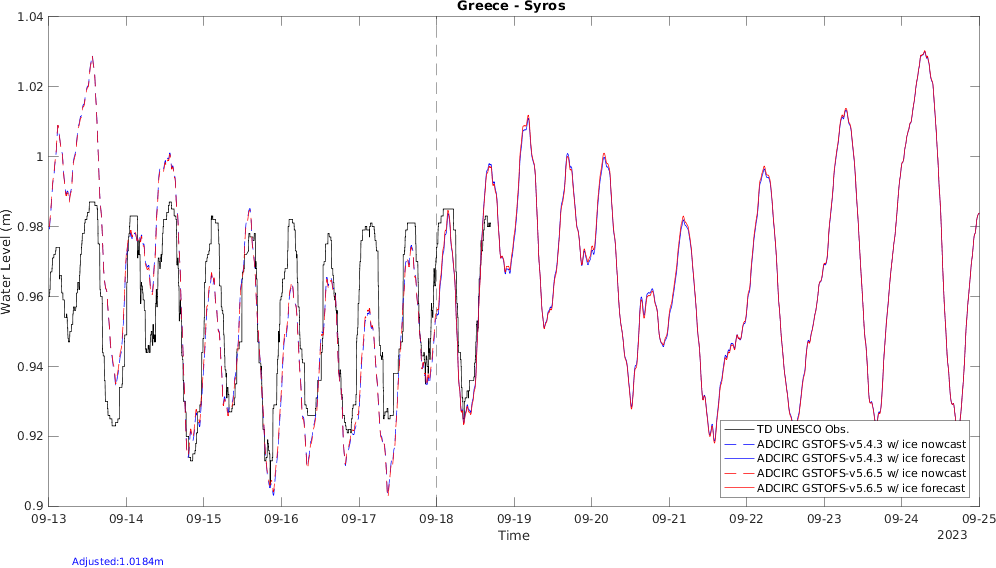 Greece - Syros
Water Level (m)
1.04
1.02
1
0.98
0.96
0.94
0.92
0.9
TD UNESCO Obs.
ADCIRC GSTOFS-v5.4.3 w/ ice nowcast
ADCIRC GSTOFS-v5.4.3 w/ ice forecast
ADCIRC GSTOFS-v5.6.5 w/ ice nowcast
ADCIRC GSTOFS-v5.6.5 w/ ice forecast
09-13 09-14 09-15 09-16 09-17 09-18 09-19 09-20 09-21 09-22 09-23 09-24 09-25
Time
2023
Adjusted:1.0184m